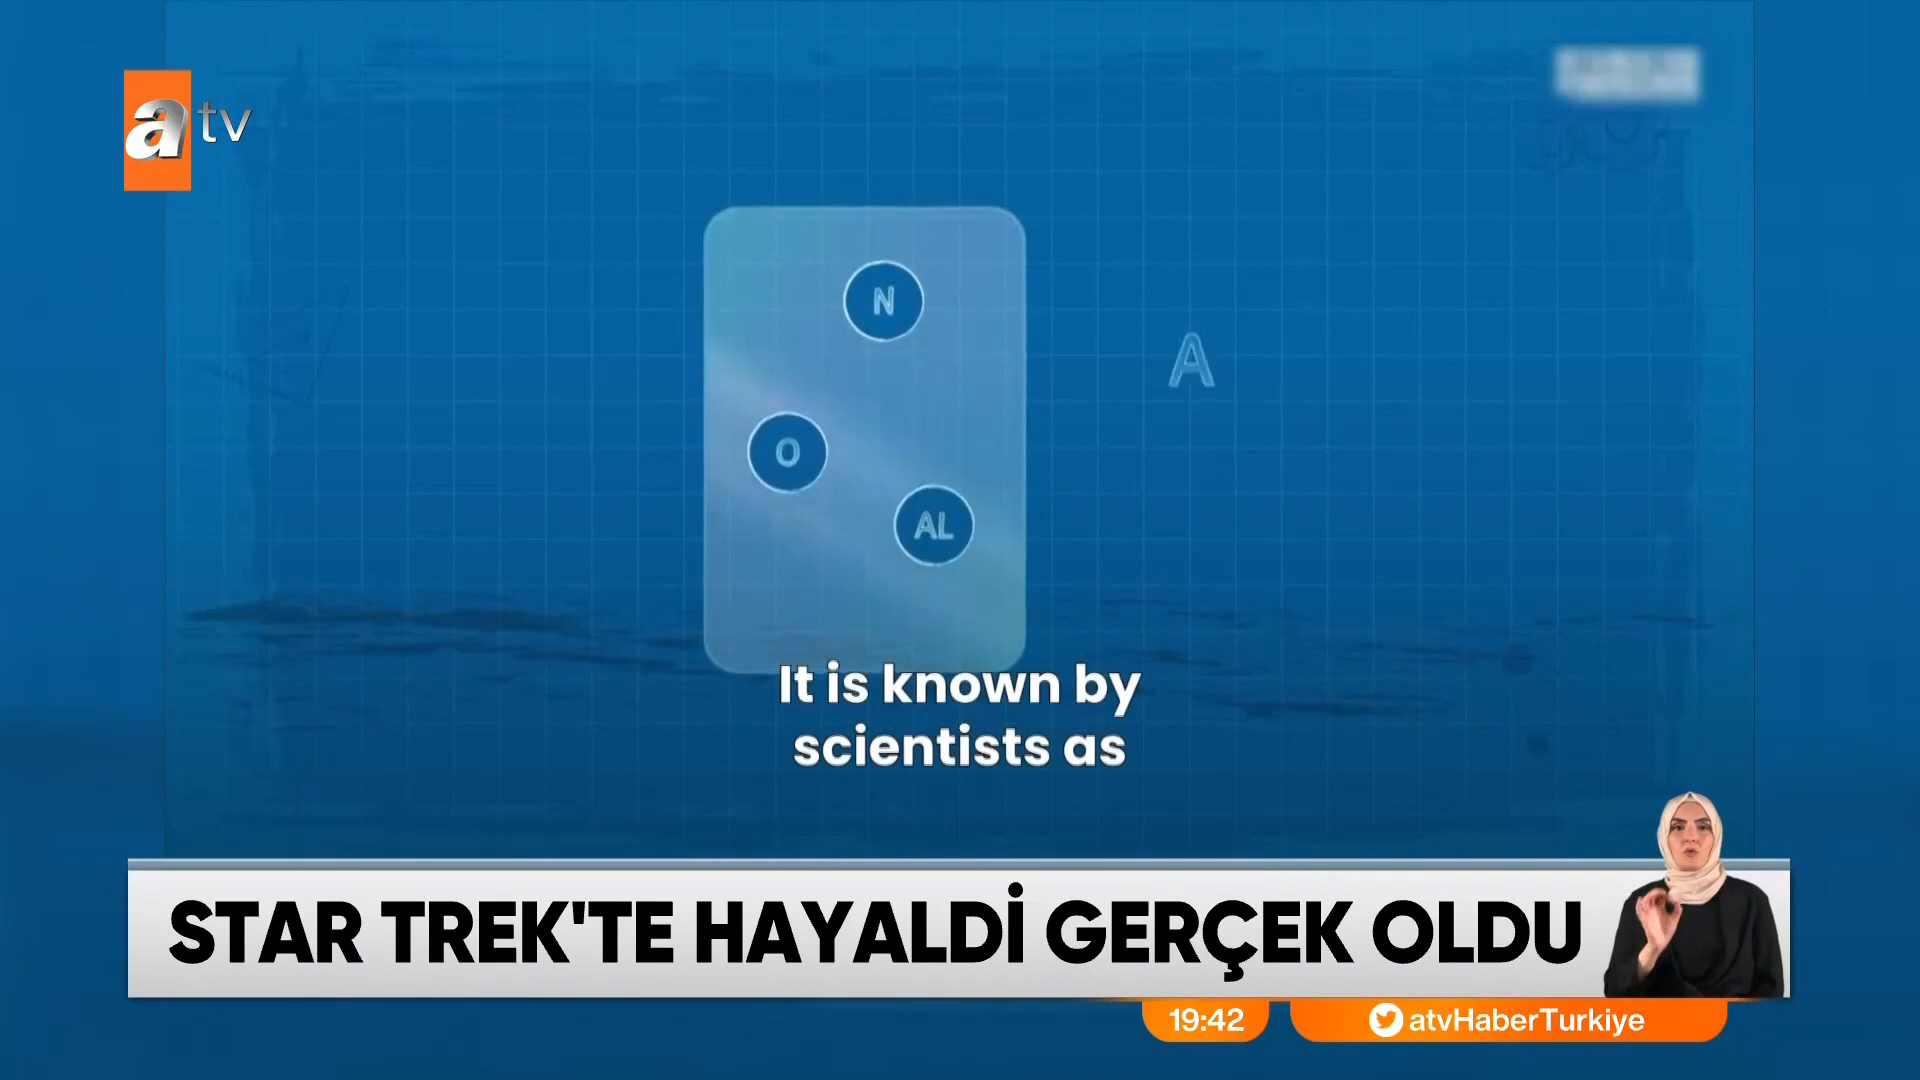 atv
N
A
O
AL
It is known by
scientists as
STAR TREK'TE HAYALDİ GERÇEK OLDU
19:42
atvHaberTurkiye